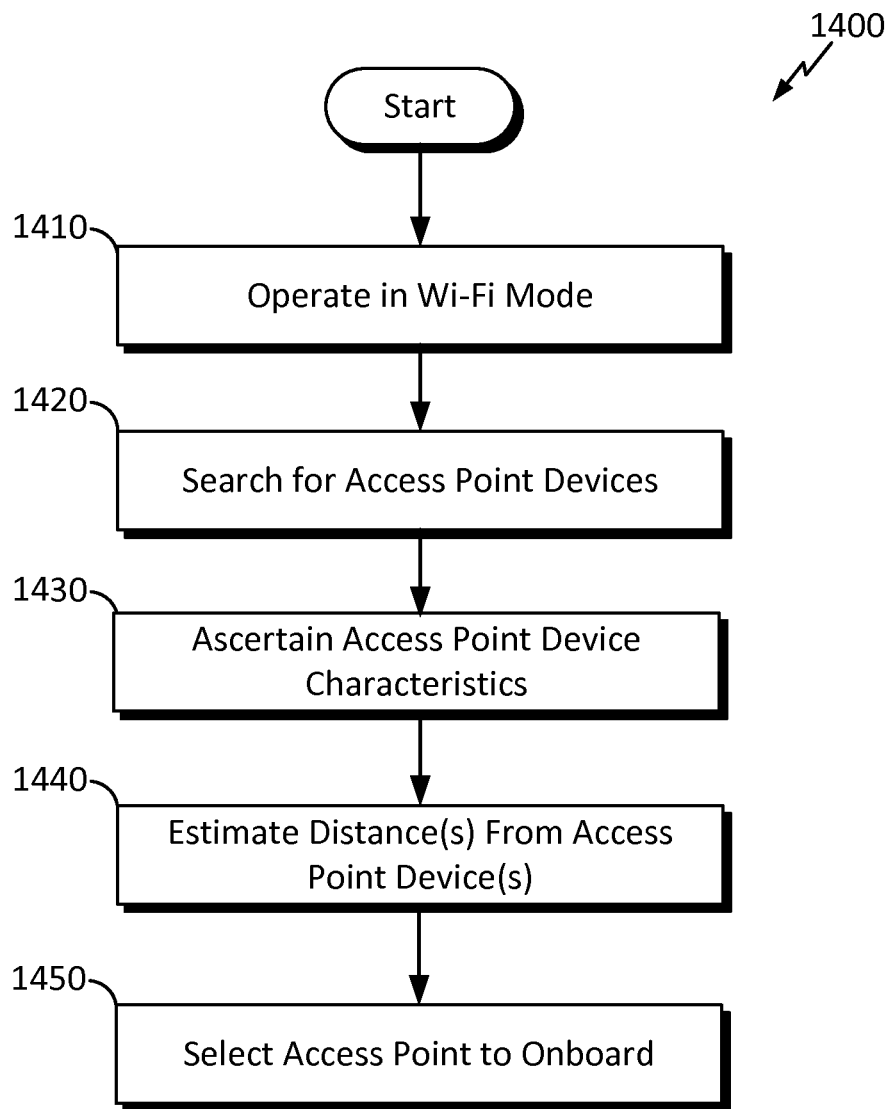 1400
Start
1410
Operate in Wi-Fi Mode
1420
Search for Access Point Devices
1430
Ascertain Access Point Device
Characteristics
1440
Estimate Distance(s) From Access
Point Device(s)
1450
Select Access Point to Onboard